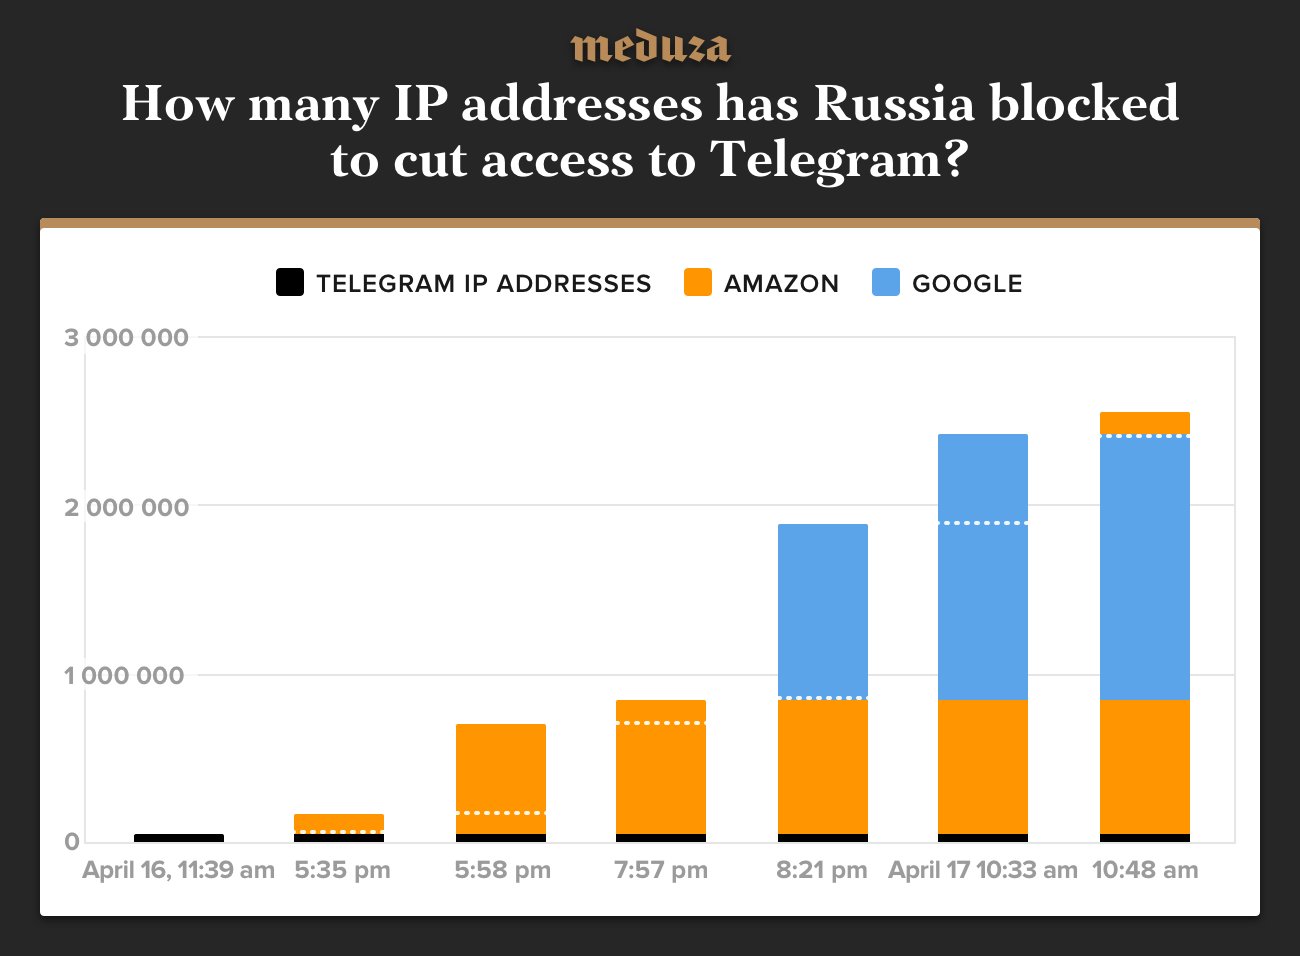 meduza
How many IP addresses has Russia blocked
to cut access to Telegram?
TELEGRAM IP ADDRESSES AMAZON GOOGLE
3 000 000
2 000 000
1 000 000
0
April 16, 11:39 am 5:35 pm 5:58 pm 7:57 pm 8:21 pm April 17 10:33 am 10:48 am